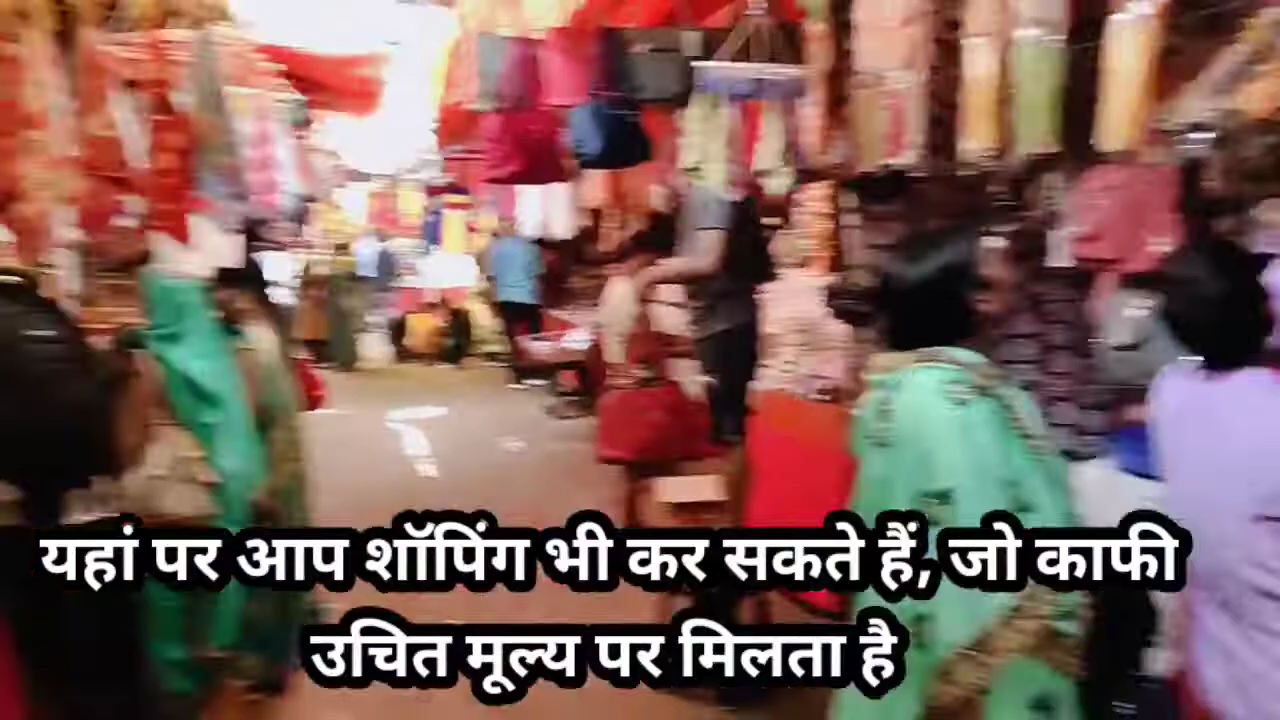 यहां पर आप शॉपिंग भी कर सकते हैं, जो काफी
उचित मूल्य पर मिलता है